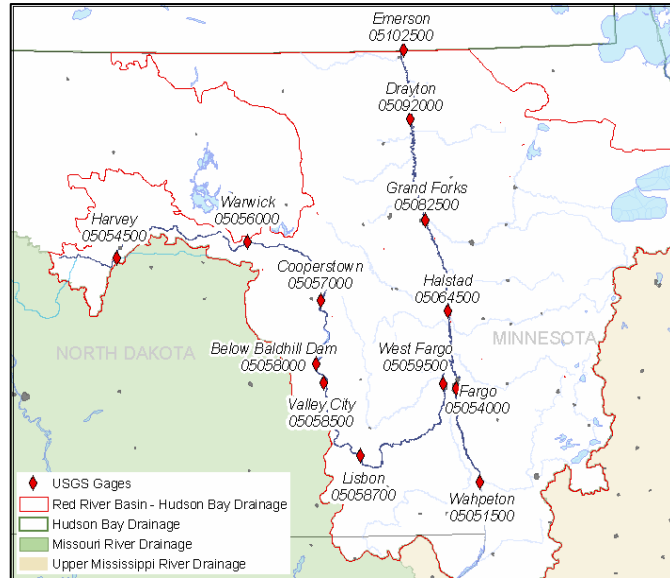 Emerson
05102500
Drayton
05092000
Grand Forks
05082500
Warwick
05056000
Harvey
05054500
Cooperstown
05057000
Halstad
05064500
NORTH DAKOTA
Below Baldhill Dam
05058000
West Fargo
05059500
MINNESOTA
Valley City
05058500
Fargo
05054000
Lisbon
05058700
Wahpeton
05051500
USGS Gages
Red River Basin - Hudson Bay Drainage
Hudson Bay Drainage
Missouri River Drainage
Upper Mississippi River Drainage